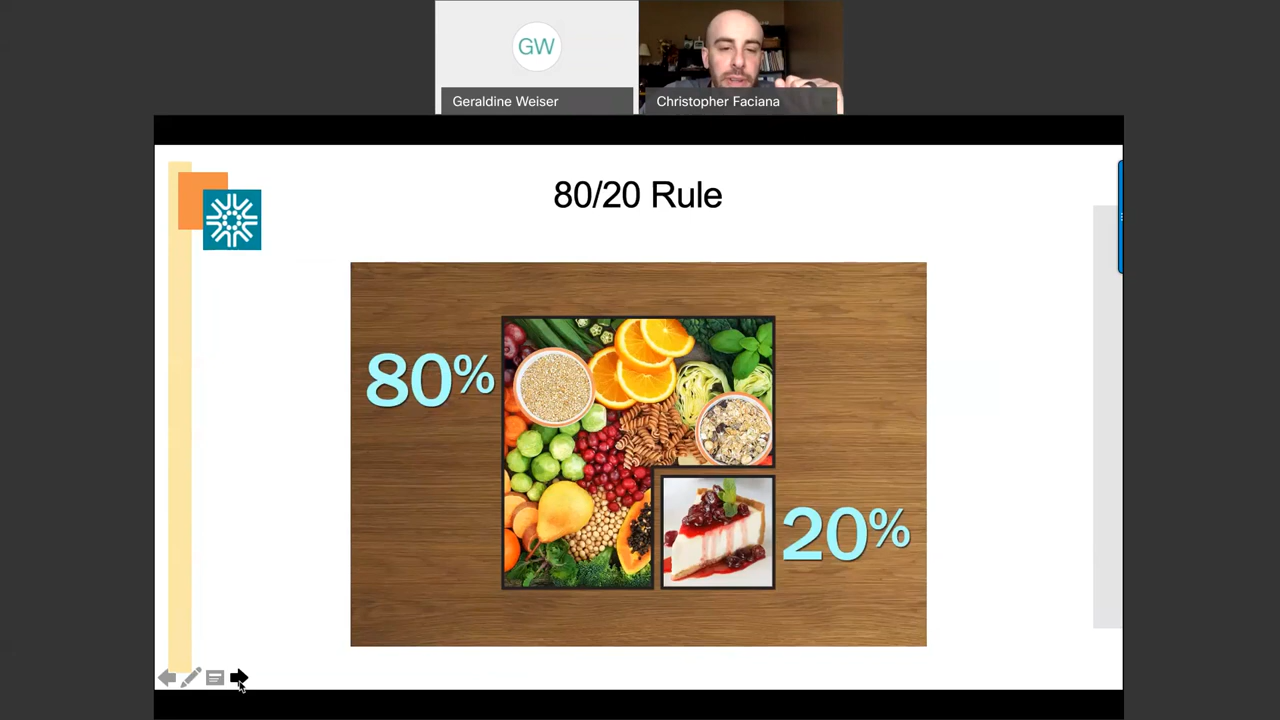 GW
Geraldine Weiser
Christopher Faciana
80/20 Rule
80%
20%